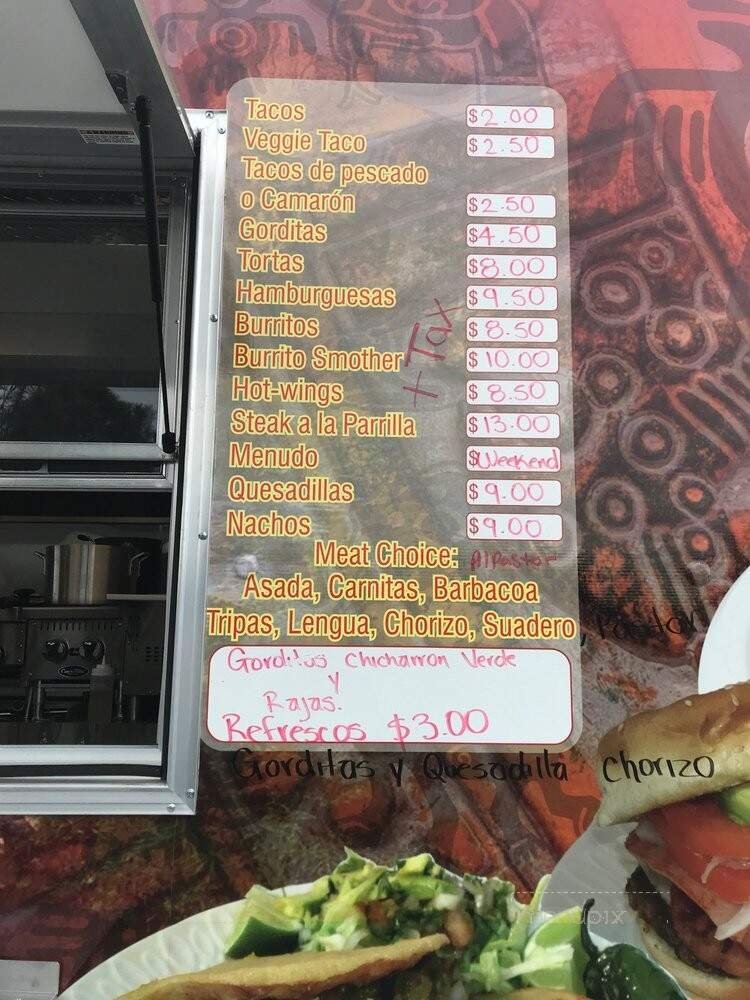 Tacos $2.00
Veggie Taco $2.50
Tacos de pescado
o Camarón $2.50
Gorditas $4.50
Tortas $8.00
Hamburguesas $9.50
Burritos $8.50
Burrito Smother $10.00
+ Tax
Hot-wings $8.50
Steak a la Parrilla $13.00
Menudo $Weekend
Quesadillas $9.00
Nachos $9.00
Meat Choice: AlPastor
Asada, Carnitas, Barbacoa
Tripas, Lengua, Chorizo, Suadero, Pastor
Gorditas Chicharron Verde
y
Rajas.
Refrescos $3.00
Gorditas y Quesadilla Chorizo